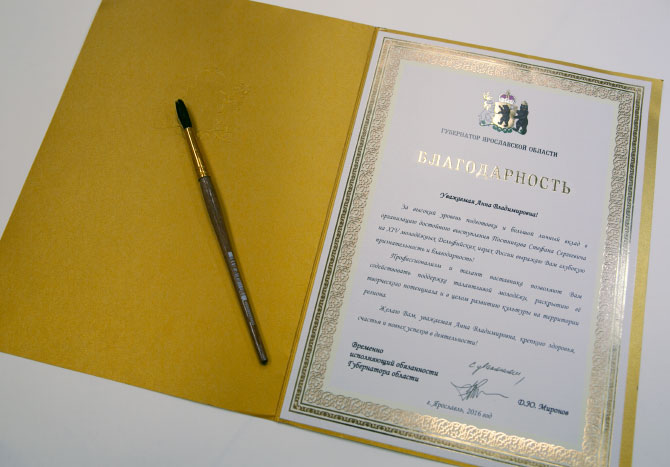 ГУБЕРНАТОР ЯРОСЛАВСКОЙ ОБЛАСТИ
БЛАГОДАРНОСТЬ
Уважаемая Анна Владимировна!
За высокий уровень подготовки и большой личный вклад в
организацию достойного выступления Постникова Стефана Сергеевича
на XIV молодёжных Дельфийских играх России выражаю Вам глубокую
признательность и благодарность!
Профессионализм и талант наставника позволяют Вам
содействовать поддержке талантливой молодёжи, раскрытию её
творческого потенциала и в целом развитию культуры на территории
региона.
Желаю Вам, уважаемая Анна Владимировна, крепкого здоровья,
счастья и новых успехов в деятельности!
Временно
исполняющий обязанности
Губернатора области
Д.Ю. Миронов
г. Ярославль, 2016 год